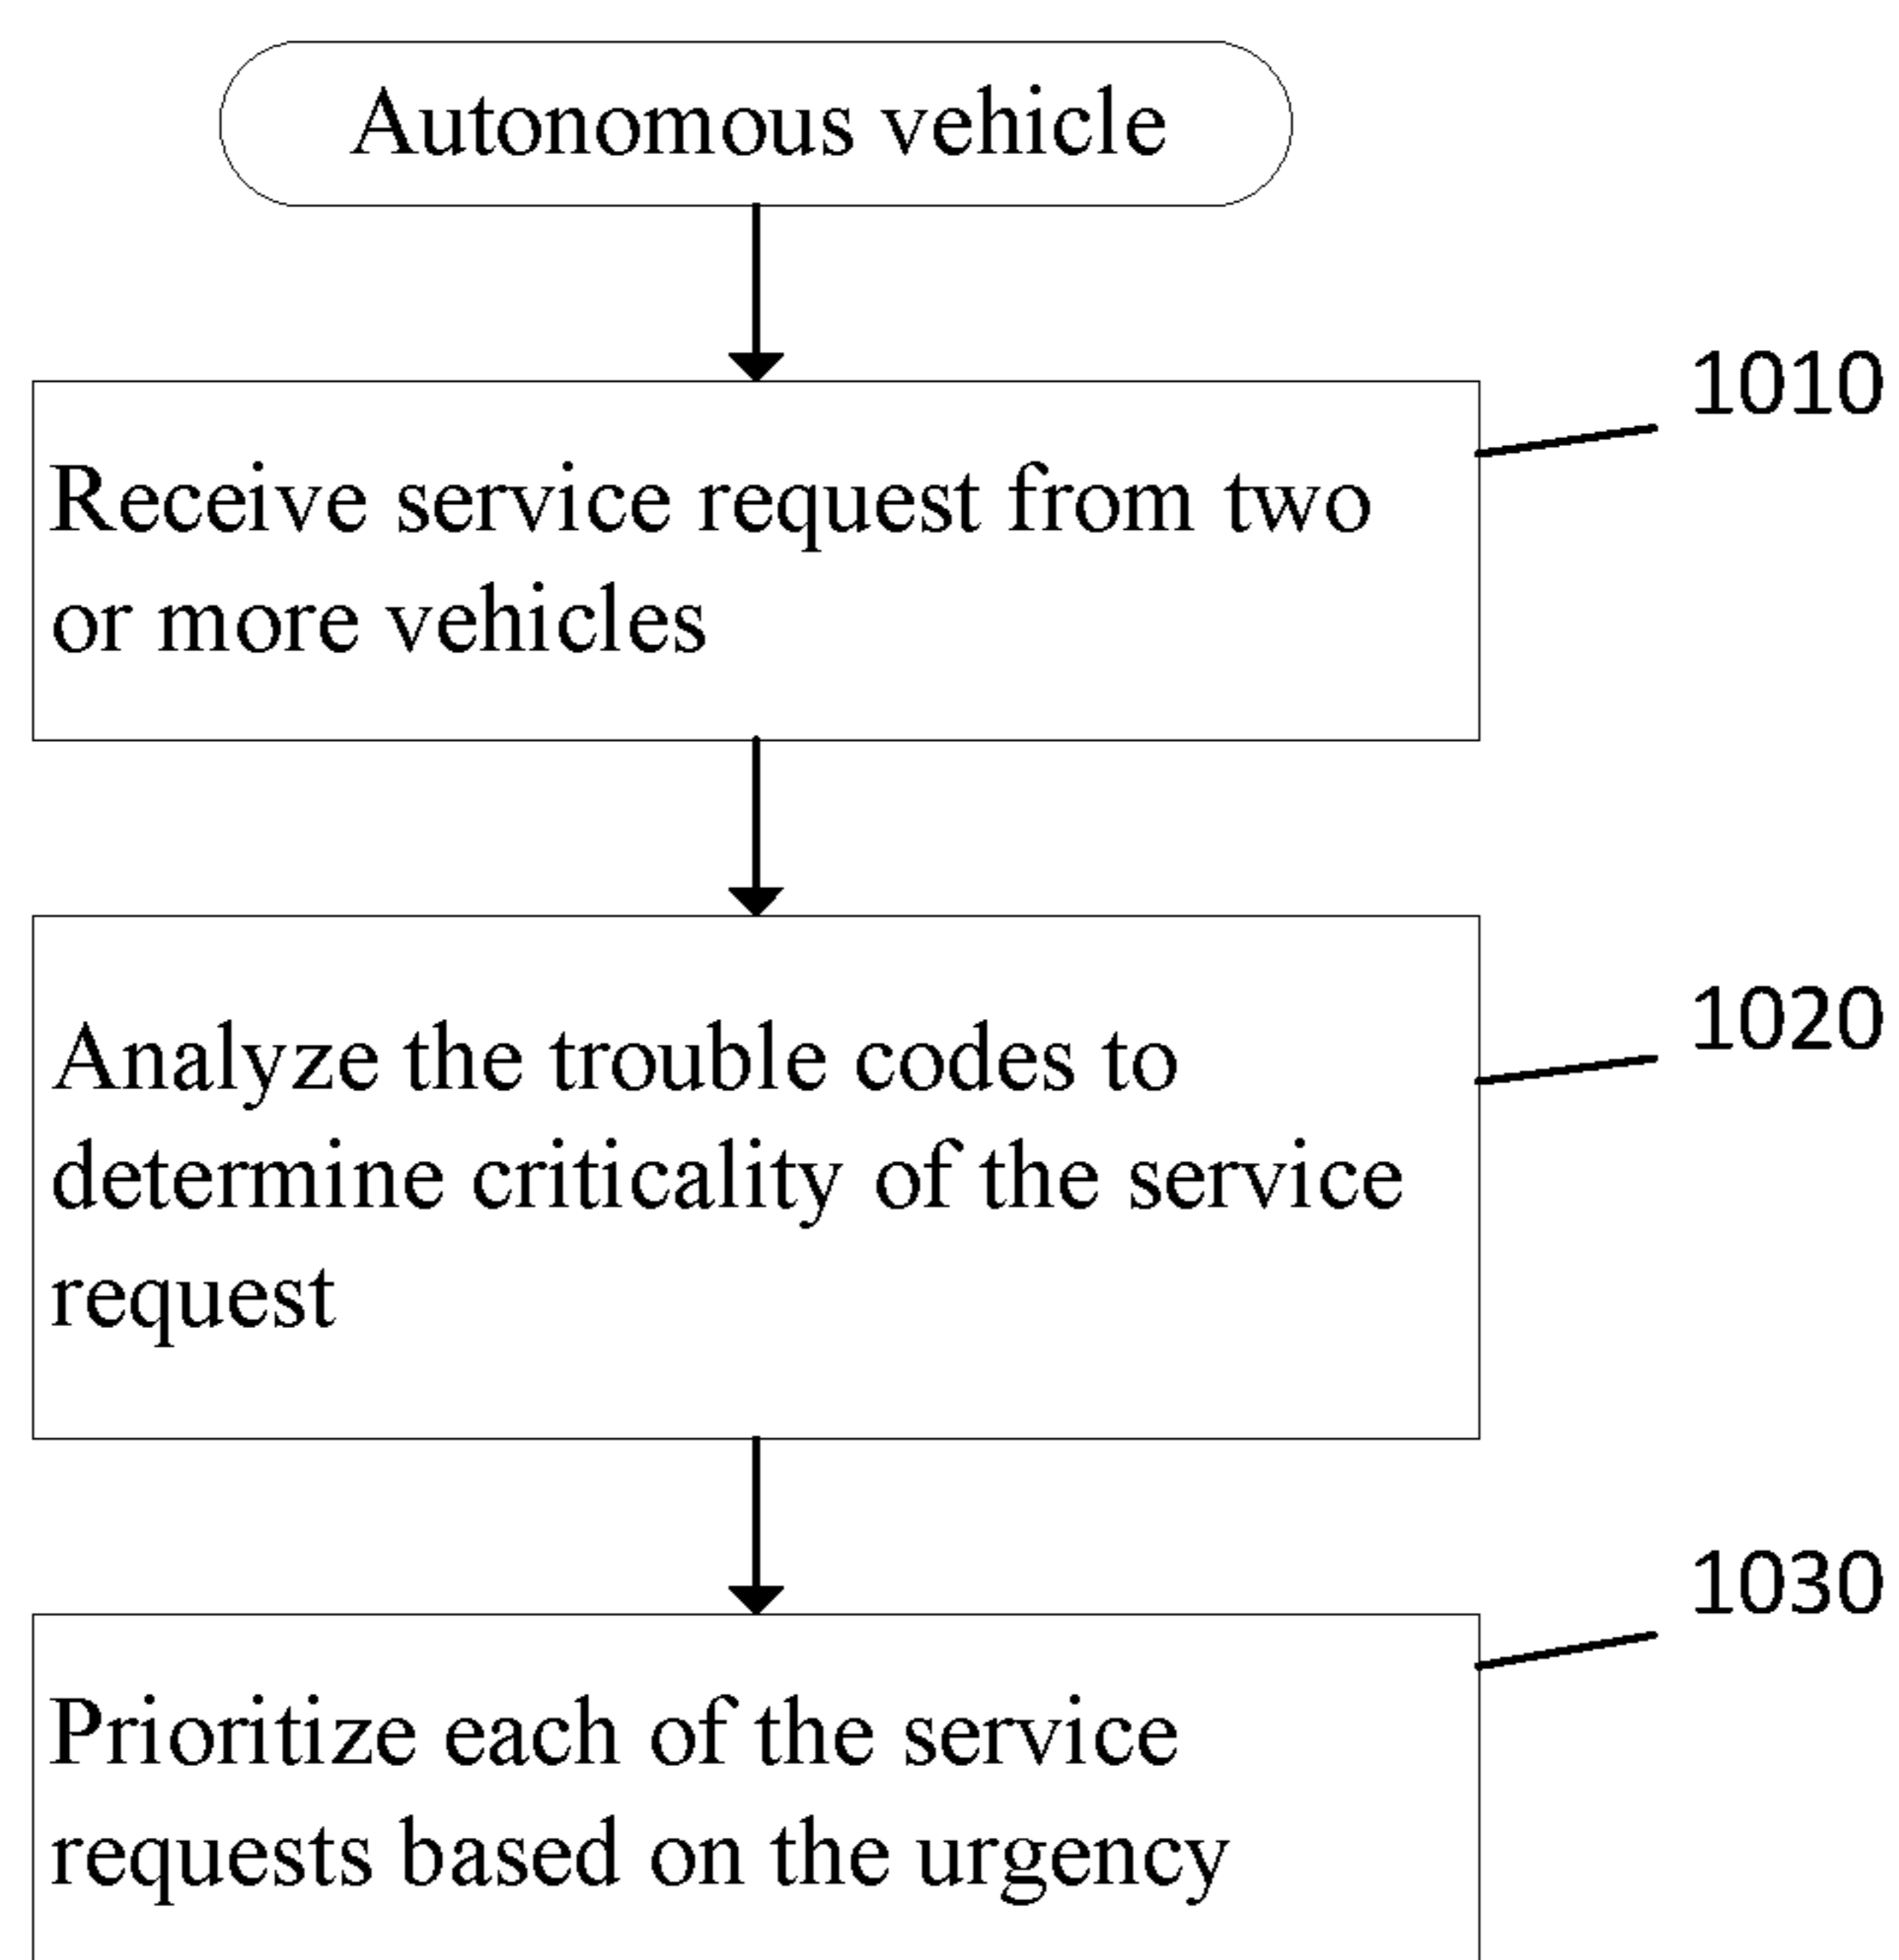 Autonomous vehicle
1010
Receive service request from two
or more vehicles
1020
Analyze the trouble codes to
determine criticality of the service
request
1030
Prioritize each of the service
requests based on the urgency